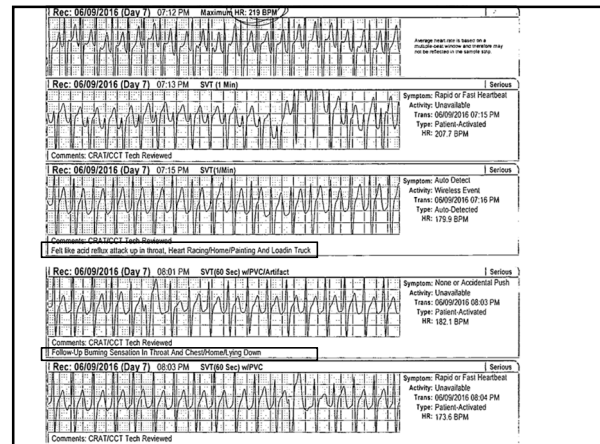 Rec: 06/09/2016 (Day 7) 07:12 PM Maximum HR: 219 BPM
Average heart rate is based on a
multiple-beat window and therefore may
not be reflected in the sample strip.
Rec: 06/09/2016 (Day 7) 07:13 PM SVT (1 Min) Serious
Symptom: Rapid or Fast Heartbeat
Activity: Unavailable
Trans: 06/09/2016 07:15 PM
Type: Patient-Activated
HR: 207.7 BPM
Comments: CRAT/CCT Tech Reviewed
Rec: 06/09/2016 (Day 7) 07:15 PM SVT(1/Min) Serious
Symptom: Auto Detect
Activity: Wireless Event
Trans: 06/09/2016 07:16 PM
Type: Auto-Detected
HR: 179.9 BPM
Comments: CRAT/CCT Tech Reviewed
Felt like acid reflux attack up in throat, Heart Racing/Home/Painting And Loadin Truck
Rec: 06/09/2016 (Day 7) 08:01 PM SVT(60 Sec) w/PVC/Artifact Serious
Symptom: None or Accidental Push
Activity: Unavailable
Trans: 06/09/2016 08:03 PM
Type: Patient-Activated
HR: 182.1 BPM
Comments: CRAT/CCT Tech Reviewed
Follow-Up Burning Sensation In Throat And Chest/Home/Lying Down
Rec: 06/09/2016 (Day 7) 08:03 PM SVT(60 Sec) w/PVC Serious
Symptom: Rapid or Fast Heartbeat
Activity: Unavailable
Trans: 06/09/2016 08:04 PM
Type: Patient-Activated
HR: 173.6 BPM
Comments: CRAT/CCT Tech Reviewed